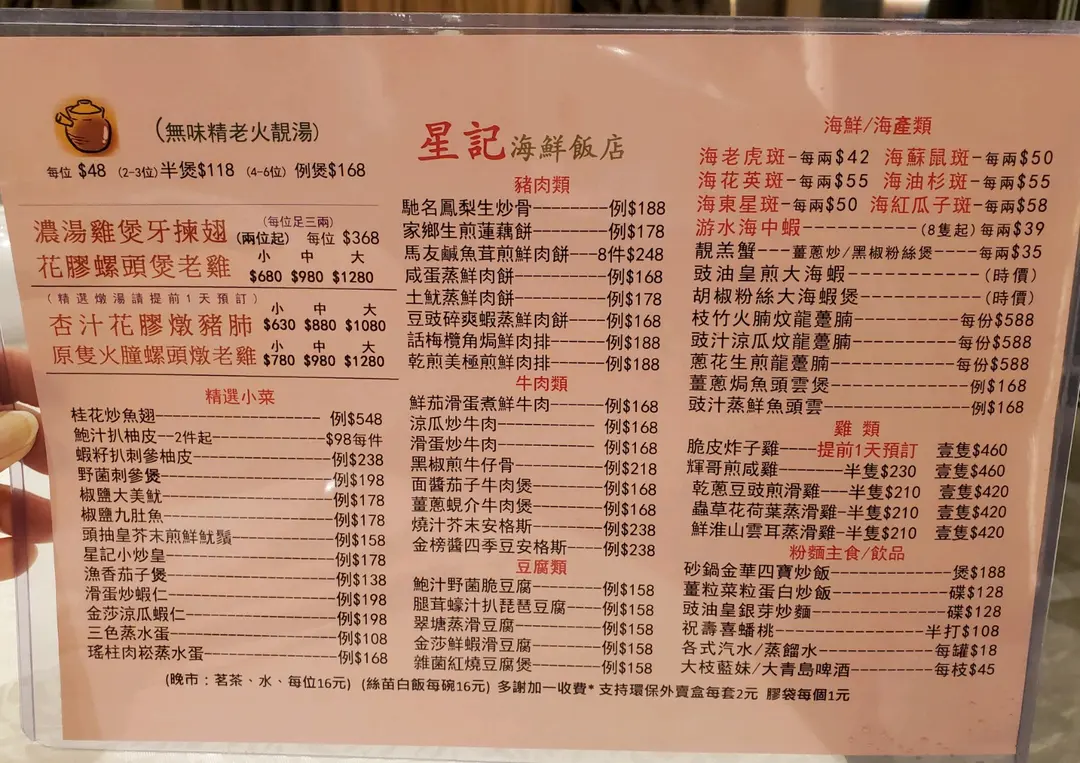 (無味精老火靚湯)
每位 $48 (2-3位)半煲$118 (4-6位) 例煲$168
(每位足三兩)
濃湯雞煲牙揀翅 (兩位起) 每位 $368
小 中 大
花膠螺頭煲老雞 $680 $980 $1280
(精選燉湯請提前1天預訂)
小 中 大
杏汁花膠燉豬肺 $630 $880 $1080
小 中 大
原隻火朣螺頭燉老雞 $780 $980 $1280
精選小菜
桂花炒魚翅----例$548
鮑汁扒柚皮--2件起----$98每件
蝦籽扒刺參柚皮----例$238
野菌刺參煲----例$198
椒鹽大美魷----例$178
椒鹽九肚魚----例$178
頭抽皇芥末煎鮮魷鬚----例$158
星記小炒皇----例$178
漁香茄子煲----例$138
滑蛋炒蝦仁----例$198
金莎涼瓜蝦仁----例$198
三色蒸水蛋----例$108
瑤柱肉崧蒸水蛋----例$168
星記海鮮飯店
豬肉類
馳名鳳梨生炒骨----例$188
家鄉生煎蓮藕餅----例$178
馬友鹹魚茸煎鮮肉餅----8件$248
咸蛋蒸鮮肉餅----例$168
土魷蒸鮮肉餅----例$178
豆豉碎爽蝦蒸鮮肉餅----例$168
話梅欖角焗鮮肉排----例$188
乾煎美極煎鮮肉排----例$188
牛肉類
鮮茄滑蛋煮鮮牛肉----例$168
涼瓜炒牛肉----例$168
滑蛋炒牛肉----例$168
黑椒煎牛仔骨----例$218
面醬茄子牛肉煲----例$168
薑蔥蜆介牛肉煲----例$168
燒汁芥末安格斯----例$238
金榜醬四季豆安格斯----例$238
豆腐類
鮑汁野菌脆豆腐----例$158
腿茸蠔汁扒琵琶豆腐----例$158
翠塘蒸滑豆腐----例$158
金莎鮮蝦滑豆腐----例$158
雜菌紅燒豆腐煲----例$158
海鮮/海產類
海老虎斑-每兩$42 海蘇鼠斑-每兩$50
海花英斑-每兩$55 海油杉斑-每兩$55
海東星斑-每兩$50 海紅瓜子斑-每兩$58
游水海中蝦----(8隻起)每兩$39
靚羔蟹---薑蔥炒/黑椒粉絲煲----每兩$35
豉油皇煎大海蝦----(時價)
胡椒粉絲大海蝦煲----(時價)
枝竹火腩炆龍躉腩----每份$588
豉汁涼瓜炆龍躉腩----每份$588
蔥花生煎龍躉腩----每份$588
薑蔥焗魚頭雲煲----例$168
豉汁蒸鮮魚頭雲----例$168
雞 類
脆皮炸子雞----提前1天預訂 壹隻$460
輝哥煎咸雞----半隻$230 壹隻$460
乾蔥豆豉煎滑雞---半隻$210 壹隻$420
蟲草花荷葉蒸滑雞--半隻$210 壹隻$420
鮮淮山雲耳蒸滑雞--半隻$210 壹隻$420
粉麵主食/飲品
砂鍋金華四寶炒飯----煲$188
薑粒菜粒蛋白炒飯----碟$128
豉油皇銀芽炒麵----碟$128
祝壽喜蟠桃----半打$108
各式汽水/蒸餾水----每罐$18
大枝藍妹/大青島啤酒----每枝$45
(晚市：茗茶、水、每位16元) (絲苗白飯每碗16元) 多謝加一收費* 支持環保外賣盒每套2元 膠袋每個1元